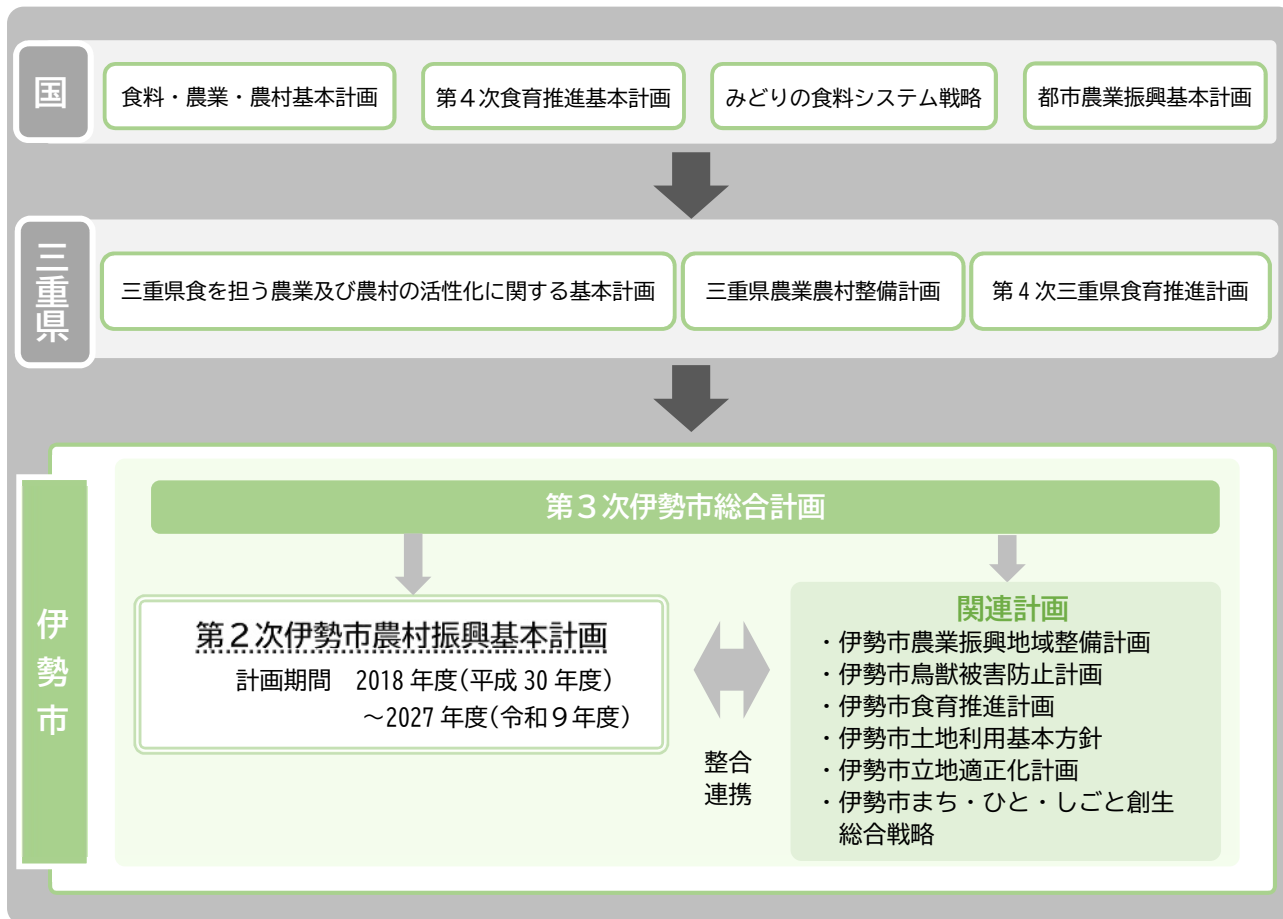 国
食料・農業・農村基本計画
第４次食育推進基本計画
みどりの食料システム戦略
都市農業振興基本計画
三重県
三重県食を担う農業及び農村の活性化に関する基本計画
三重県農業農村整備計画
第４次三重県食育推進計画
伊勢市
第３次伊勢市総合計画
第２次伊勢市農村振興基本計画
計画期間　2018 年度(平成 30 年度)
～2027 年度(令和９年度)
整合
連携
関連計画
・伊勢市農業振興地域整備計画
・伊勢市鳥獣被害防止計画
・伊勢市食育推進計画
・伊勢市土地利用基本方針
・伊勢市立地適正化計画
・伊勢市まち・ひと・しごと創生
総合戦略